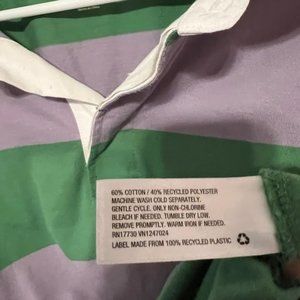 60% COTTON / 40% RECYCLED POLYESTER
MACHINE WASH COLD SEPARATELY.
GENTLE CYCLE. ONLY NON-CHLORINE
BLEACH IF NEEDED. TUMBLE DRY LOW.
REMOVE PROMPTLY. WARM IRON IF NEEDED.
RN17730 VN1247024
LABEL MADE FROM 100% RECYCLED PLASTIC